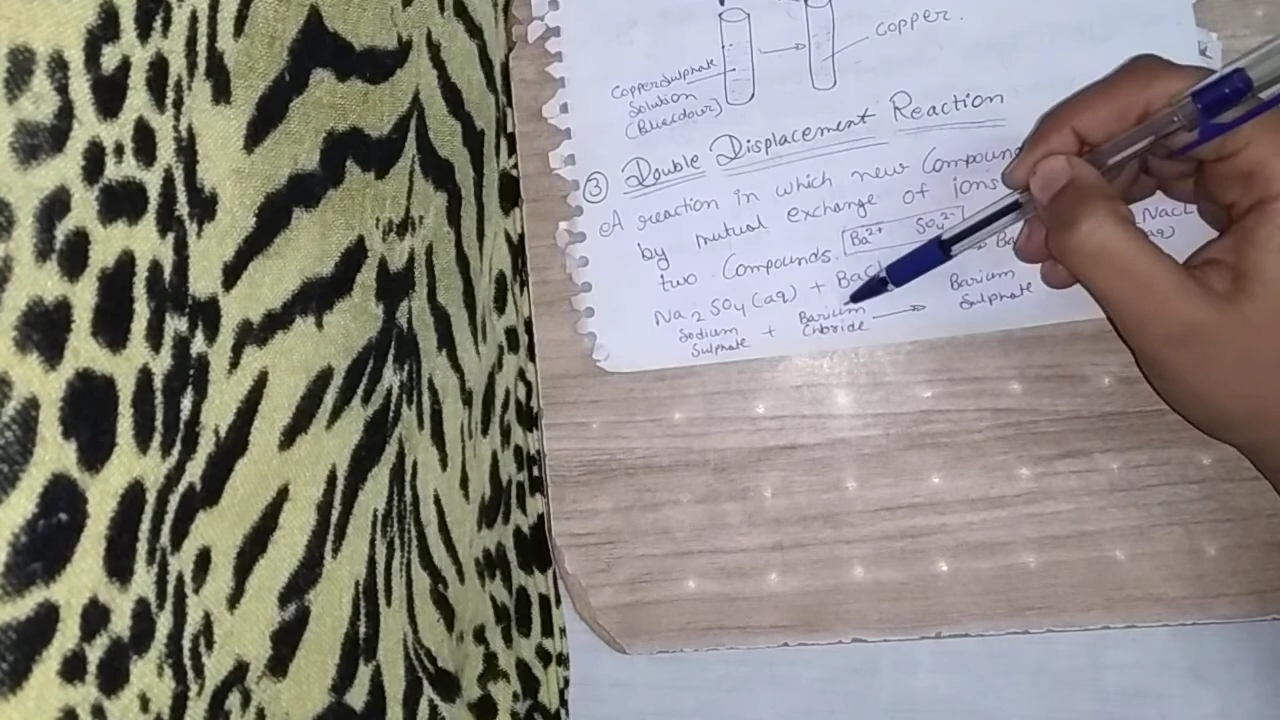 Copper.
Copper Sulphate
Solution
(Blue colour)
③ Double Displacement Reaction
A reaction in which new Compound
by mutual exchange of ions
two Compounds. Ba²⁺ SO₄²⁻
Na₂SO₄(aq) + BaCl → Ba NaCl
Sodium Sulphate + Barium Chloride → Barium Sulphate